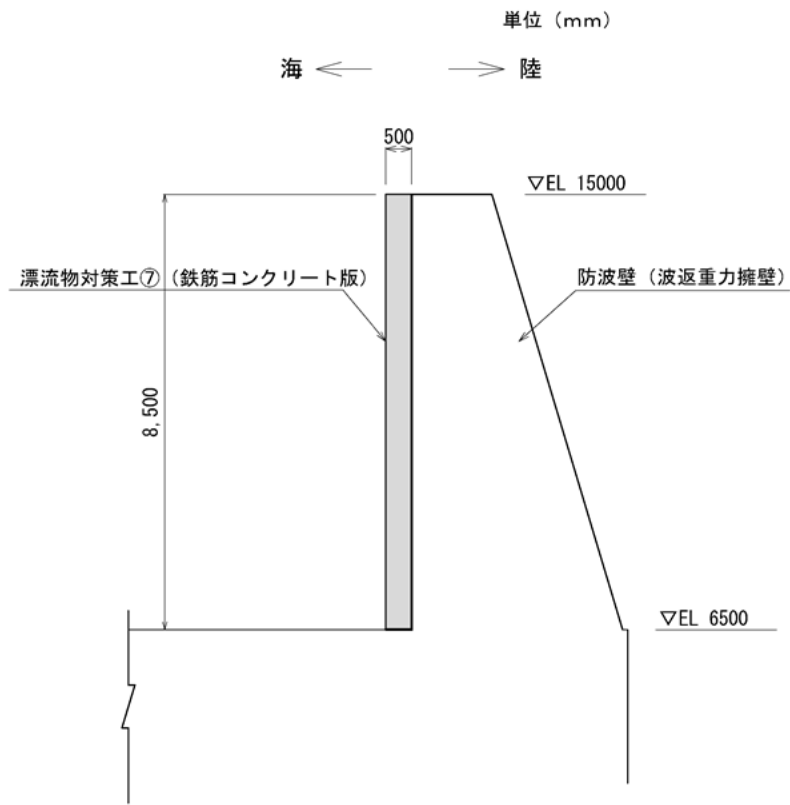 単位（mm）
海
陸
500
▽EL 15000
漂流物対策工⑦（鉄筋コンクリート版）
防波壁（波返重力擁壁）
8,500
▽EL 6500